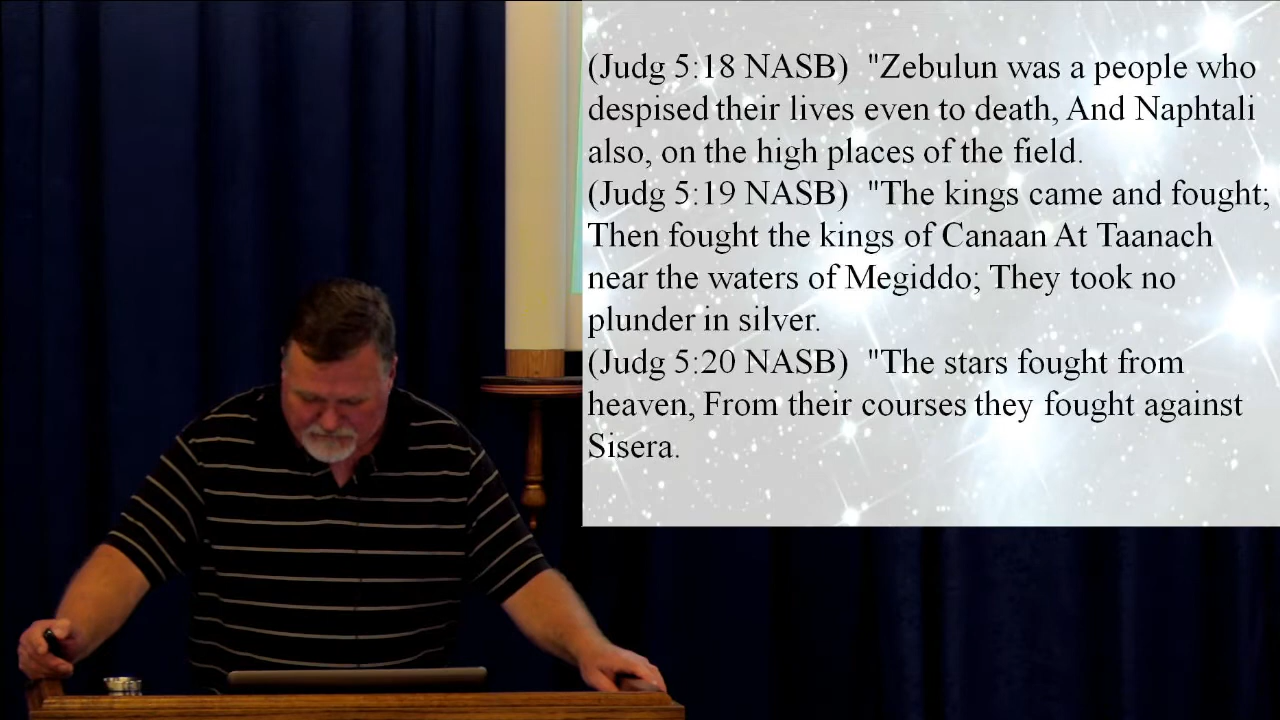 (Judg 5:18 NASB)  "Zebulun was a people who
despised their lives even to death, And Naphtali
also, on the high places of the field.
(Judg 5:19 NASB)  "The kings came and fought;
Then fought the kings of Canaan At Taanach
near the waters of Megiddo; They took no
plunder in silver.
(Judg 5:20 NASB)  "The stars fought from
heaven, From their courses they fought against
Sisera.